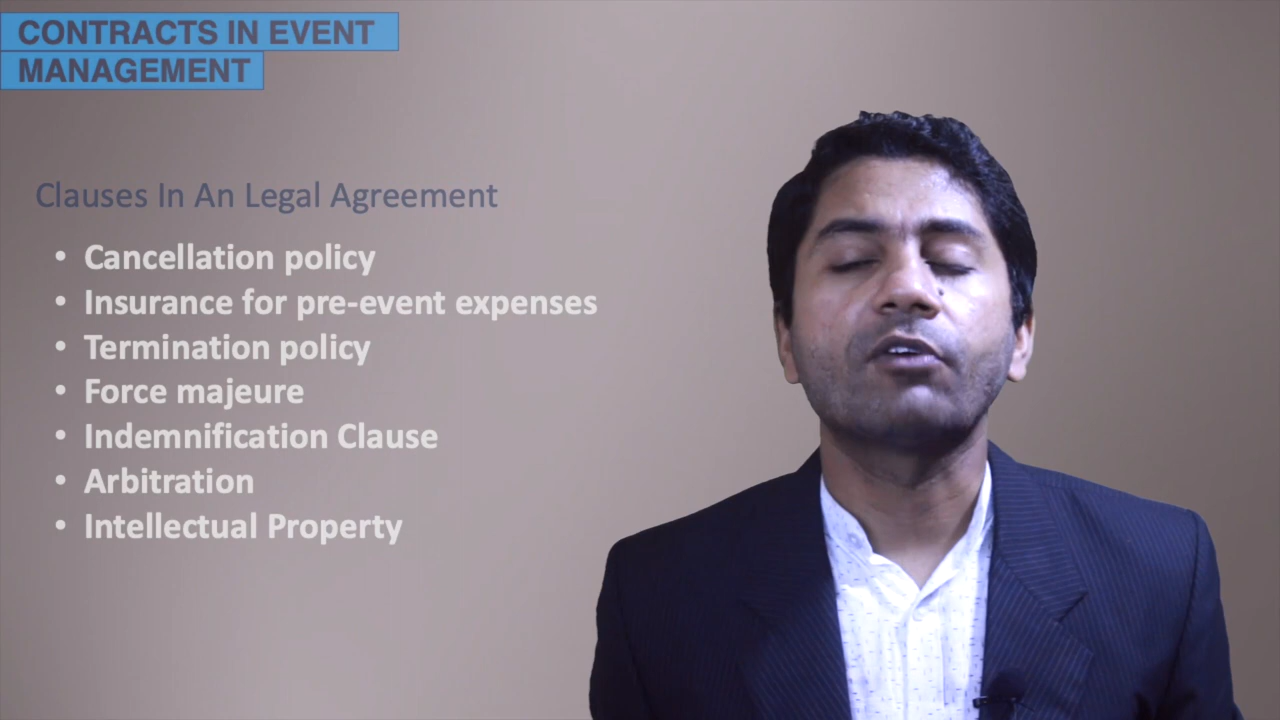 CONTRACTS IN EVENT
MANAGEMENT
Clauses In An Legal Agreement
• Cancellation policy
• Insurance for pre-event expenses
• Termination policy
• Force majeure
• Indemnification Clause
• Arbitration
• Intellectual Property